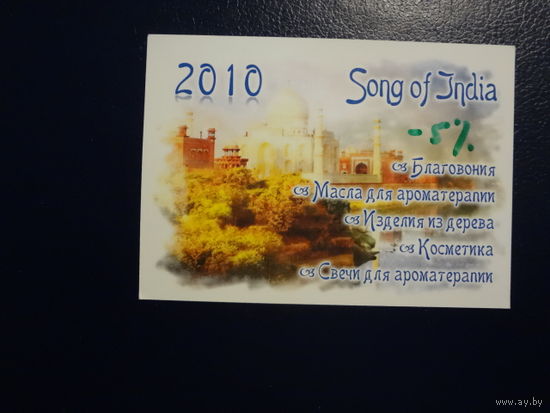 2010 Song of India
-5%
Благовония
Масла для ароматерапии
Изделия из дерева
Косметика
Свечи для ароматерапии
www.ay.by